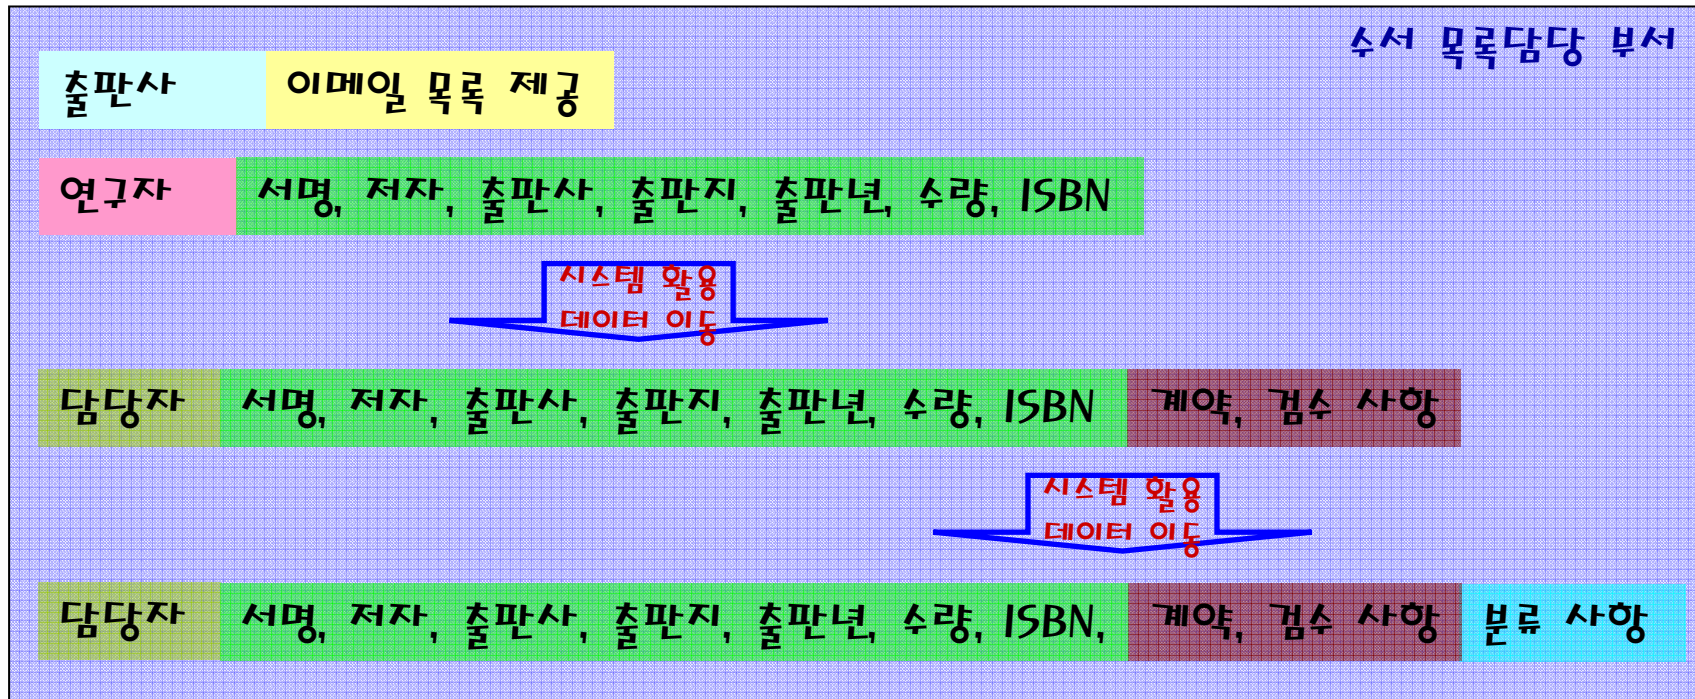 수서 목록담당 부서
출판사 이메일 목록 제공
연구자 서명, 저자, 출판사, 출판지, 출판년, 수량, ISBN
시스템 활용
데이터 이동
담당자 서명, 저자, 출판사, 출판지, 출판년, 수량, ISBN 계약, 검수 사항
시스템 활용
데이터 이동
담당자 서명, 저자, 출판사, 출판지, 출판년, 수량, ISBN, 계약, 검수 사항 분류 사항